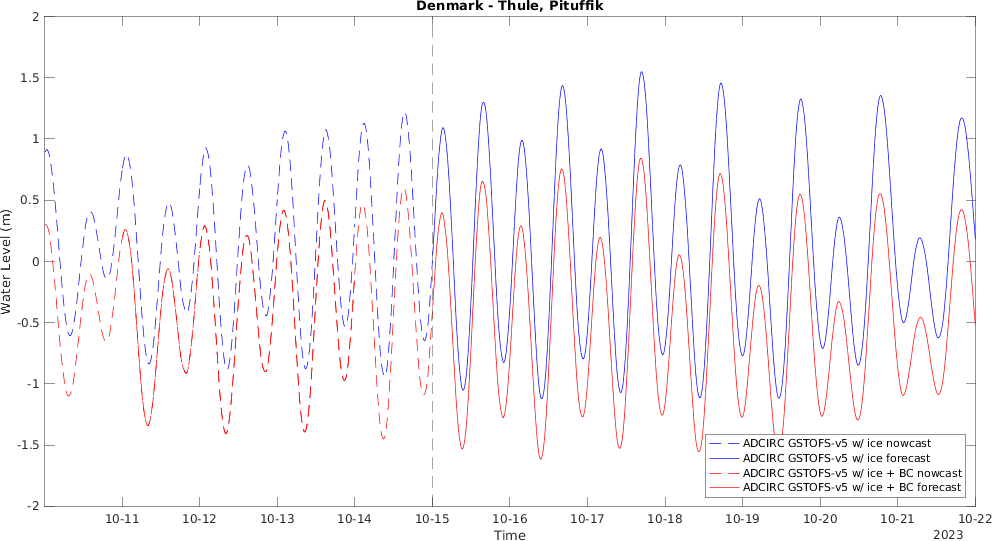 Denmark - Thule, Pituffik
2
1.5
1
0.5
0
-0.5
-1
-1.5
-2
Water Level (m)
ADCIRC GSTOFS-v5 w/ ice nowcast
ADCIRC GSTOFS-v5 w/ ice forecast
ADCIRC GSTOFS-v5 w/ ice + BC nowcast
ADCIRC GSTOFS-v5 w/ ice + BC forecast
10-11 10-12 10-13 10-14 10-15 10-16 10-17 10-18 10-19 10-20 10-21 10-22
Time
2023